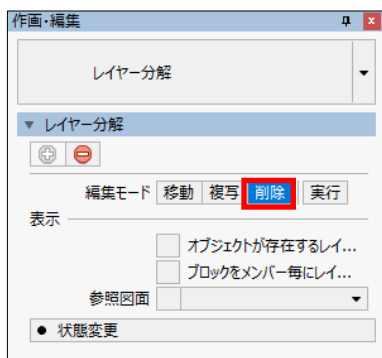 作画・編集
レイヤー分解
レイヤー分解
編集モード 移動 複写 削除 実行
表示
オブジェクトが存在するレイ...
ブロックをメンバー毎にレイ...
参照図面
状態変更